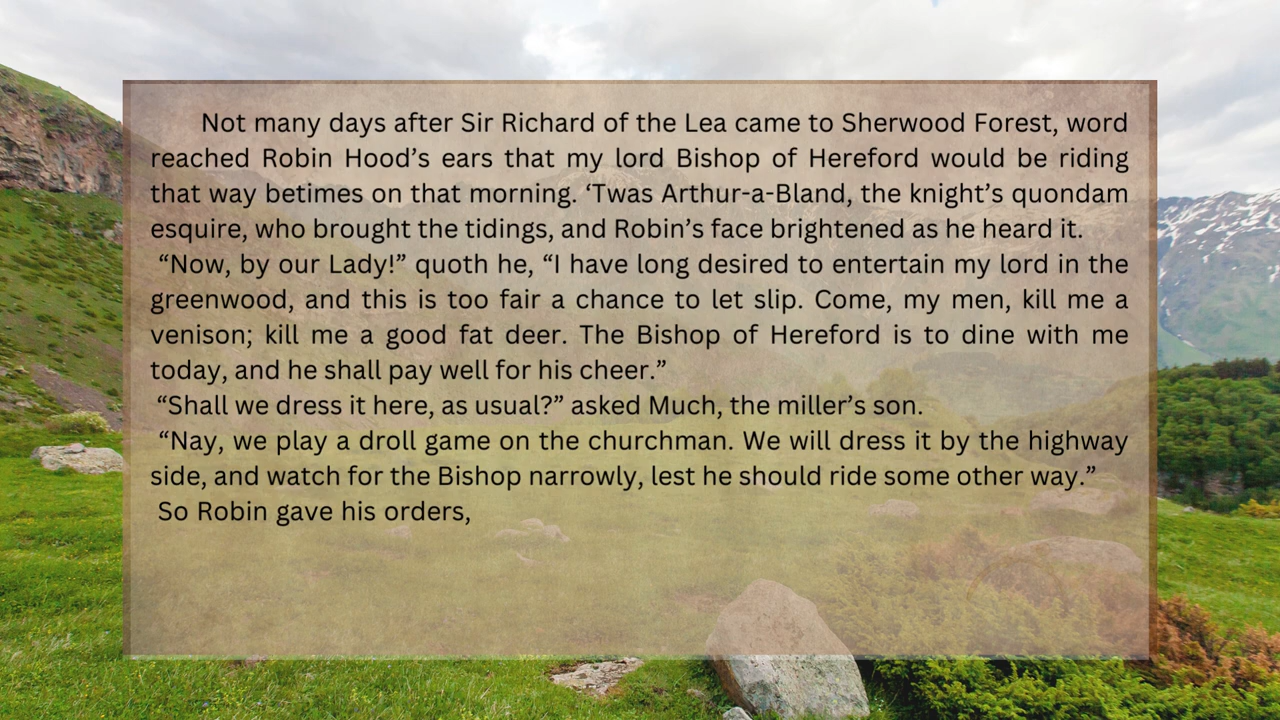 Not many days after Sir Richard of the Lea came to Sherwood Forest, word
reached Robin Hood’s ears that my lord Bishop of Hereford would be riding
that way betimes on that morning. ‘Twas Arthur-a-Bland, the knight’s quondam
esquire, who brought the tidings, and Robin’s face brightened as he heard it.
“Now, by our Lady!” quoth he, “I have long desired to entertain my lord in the
greenwood, and this is too fair a chance to let slip. Come, my men, kill me a
venison; kill me a good fat deer. The Bishop of Hereford is to dine with me
today, and he shall pay well for his cheer.”
“Shall we dress it here, as usual?” asked Much, the miller’s son.
“Nay, we play a droll game on the churchman. We will dress it by the highway
side, and watch for the Bishop narrowly, lest he should ride some other way.”
So Robin gave his orders,